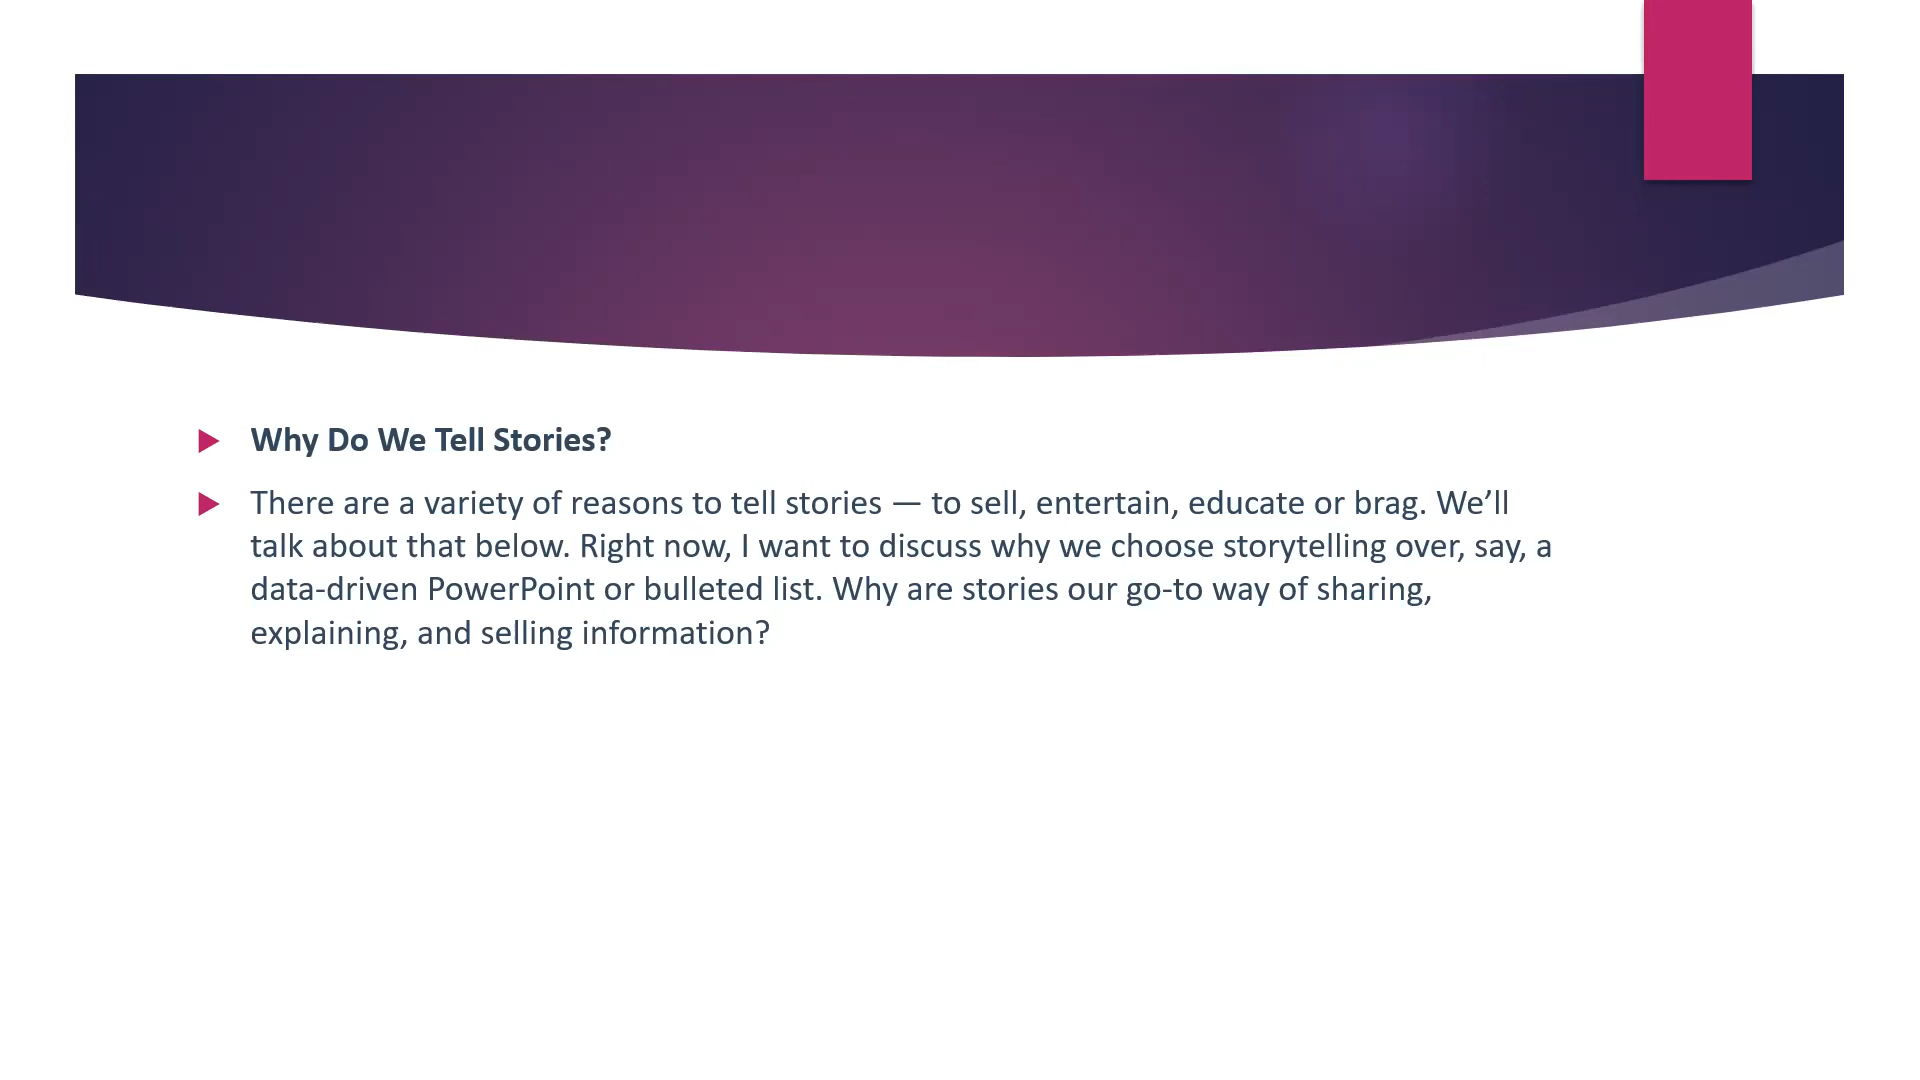 Why Do We Tell Stories?
There are a variety of reasons to tell stories — to sell, entertain, educate or brag. We’ll
talk about that below. Right now, I want to discuss why we choose storytelling over, say, a
data-driven PowerPoint or bulleted list. Why are stories our go-to way of sharing,
explaining, and selling information?